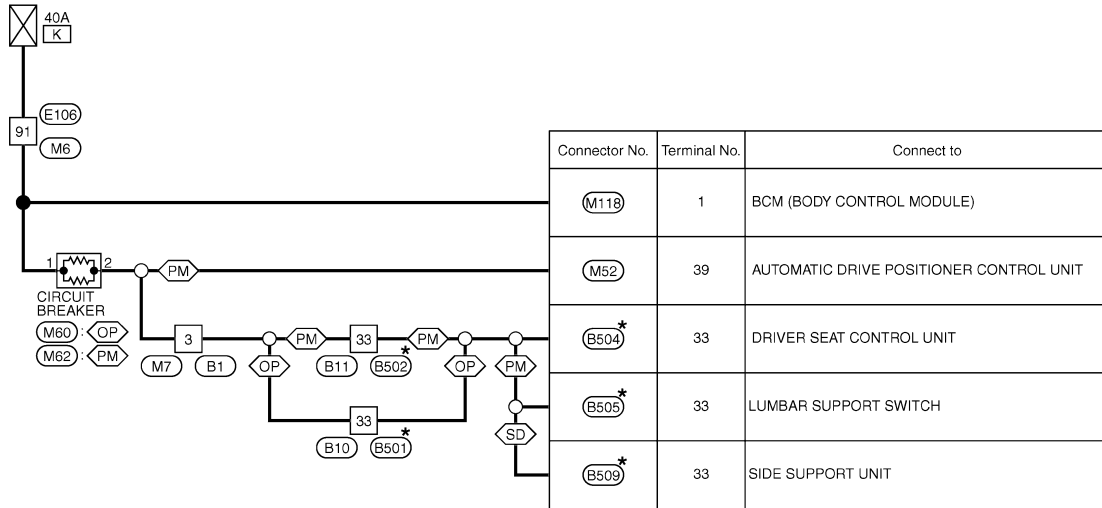 40A
K
E106
91
M6
Connector No. Terminal No. Connect to
M118 1 BCM (BODY CONTROL MODULE)
1 2 PM
M52 39 AUTOMATIC DRIVE POSITIONER CONTROL UNIT
CIRCUIT
BREAKER
M60 : OP
M62 : PM
3 PM 33 PM
B504* 33 DRIVER SEAT CONTROL UNIT
M7 B1 OP B11 B502* OP PM
B505* 33 LUMBAR SUPPORT SWITCH
33
B10 B501*
SD
B509* 33 SIDE SUPPORT UNIT